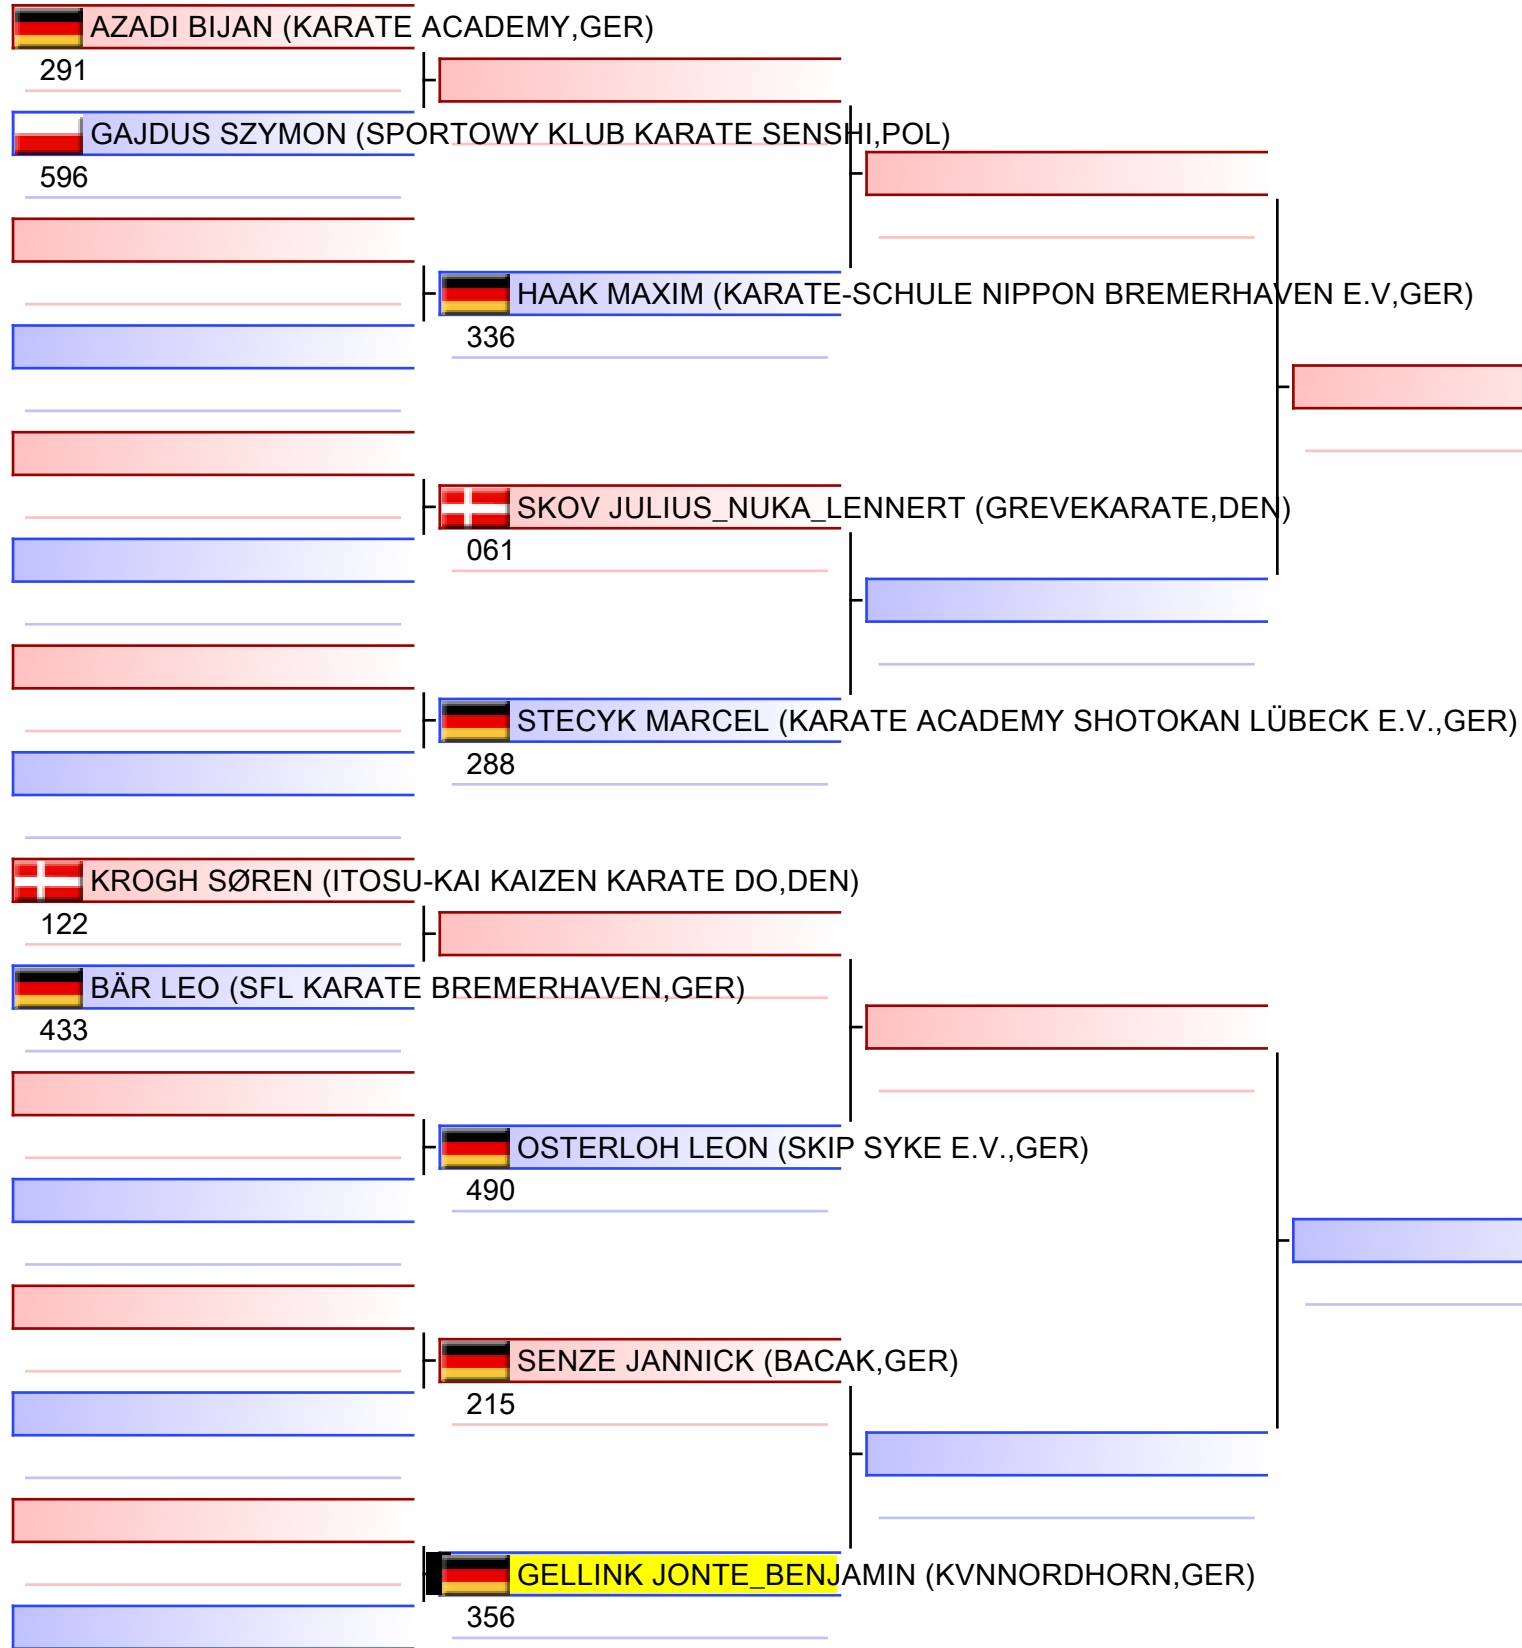 AZADI BIJAN (KARATE ACADEMY,GER)
291
GAJDUS SZYMON (SPORTOWY KLUB KARATE SENSHI,POL)
596
HAAK MAXIM (KARATE-SCHULE NIPPON BREMERHAVEN E.V,GER)
336
SKOV JULIUS_NUKA_LENNERT (GREVEKARATE,DEN)
061
STECYK MARCEL (KARATE ACADEMY SHOTOKAN LÜBECK E.V.,GER)
288
KROGH SØREN (ITOSU-KAI KAIZEN KARATE DO,DEN)
122
BÄR LEO (SFL KARATE BREMERHAVEN,GER)
433
OSTERLOH LEON (SKIP SYKE E.V.,GER)
490
SENZE JANNICK (BACAK,GER)
215
GELLINK JONTE_BENJAMIN (KVNNORDHORN,GER)
356